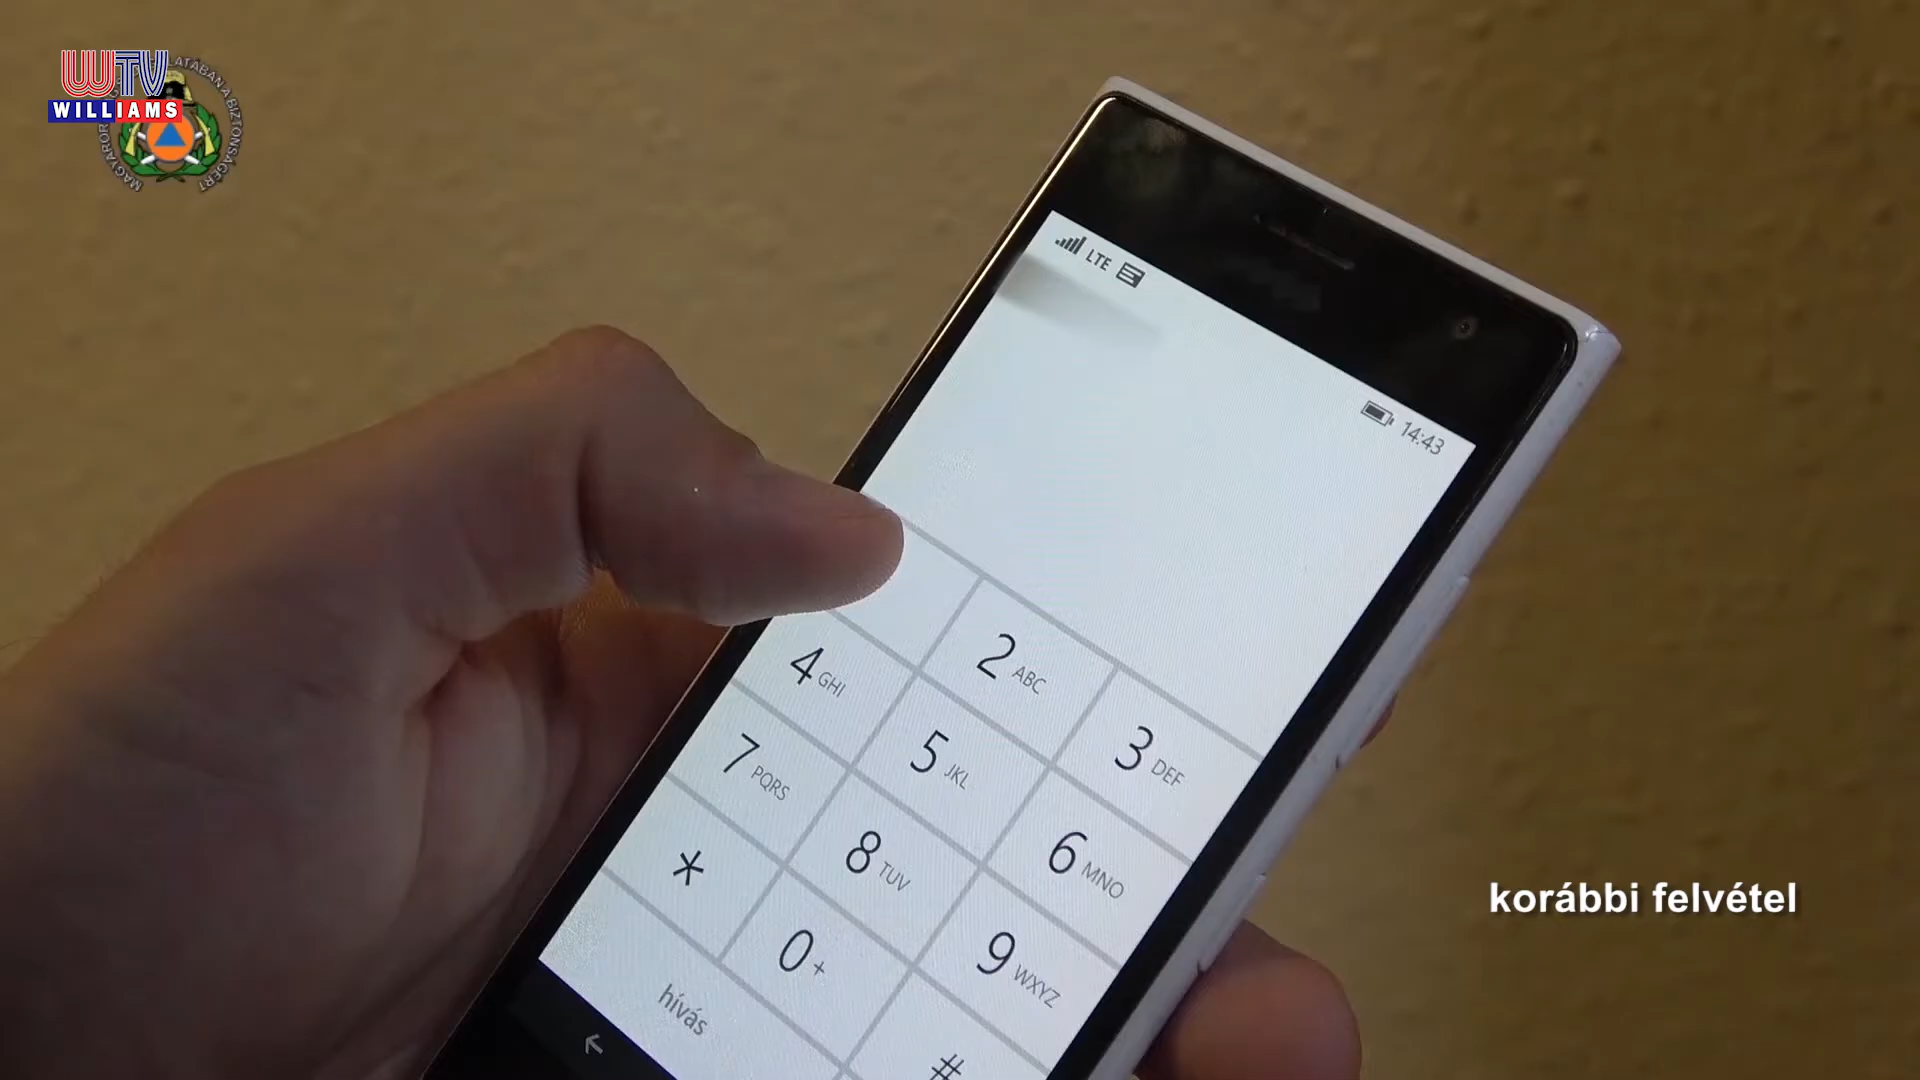 WTV
WILLIAMS
LTE
14:43
2 ABC
3 DEF
4 GHI
5 JKL
6 MNO
7 PQRS
8 TUV
9 WXYZ
*
0 +
#
hívás
korábbi felvétel